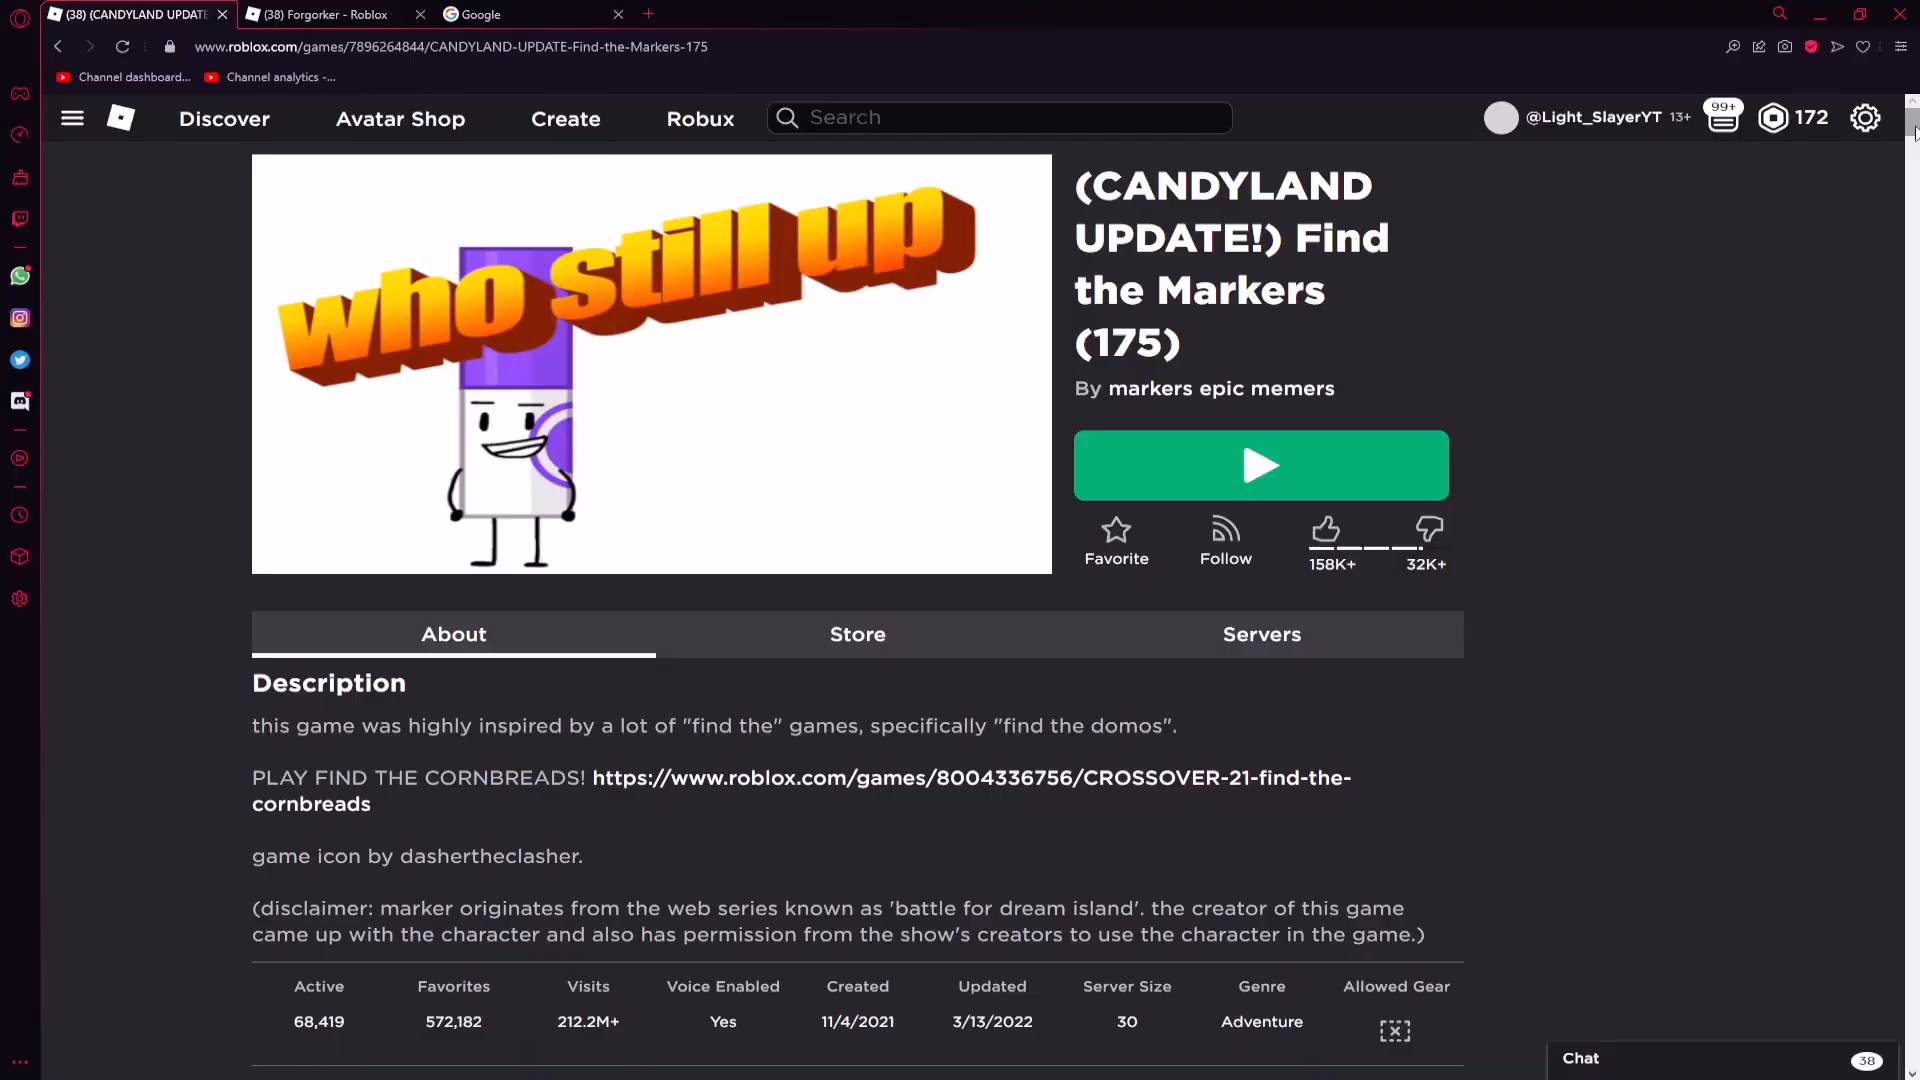 (38) (CANDYLAND UPDATE
(38) Forgorker - Roblox
Google
www.roblox.com/games/7896264844/CANDYLAND-UPDATE-Find-the-Markers-175
Channel dashboard...
Channel analytics -...
Discover
Avatar Shop
Create
Robux
Search
@Light_SlayerYT 13+
99+
172
who still up
(CANDYLAND
UPDATE!) Find
the Markers
(175)
By markers epic memers
Favorite
Follow
158K+
32K+
About
Store
Servers
Description
this game was highly inspired by a lot of "find the" games, specifically "find the domos".
PLAY FIND THE CORNBREADS! https://www.roblox.com/games/8004336756/CROSSOVER-21-find-the-
cornbreads
game icon by dashertheclasher.
(disclaimer: marker originates from the web series known as 'battle for dream island'. the creator of this game
came up with the character and also has permission from the show's creators to use the character in the game.)
Active Favorites Visits Voice Enabled Created Updated Server Size Genre Allowed Gear
68,419 572,182 212.2M+ Yes 11/4/2021 3/13/2022 30 Adventure
Chat
38